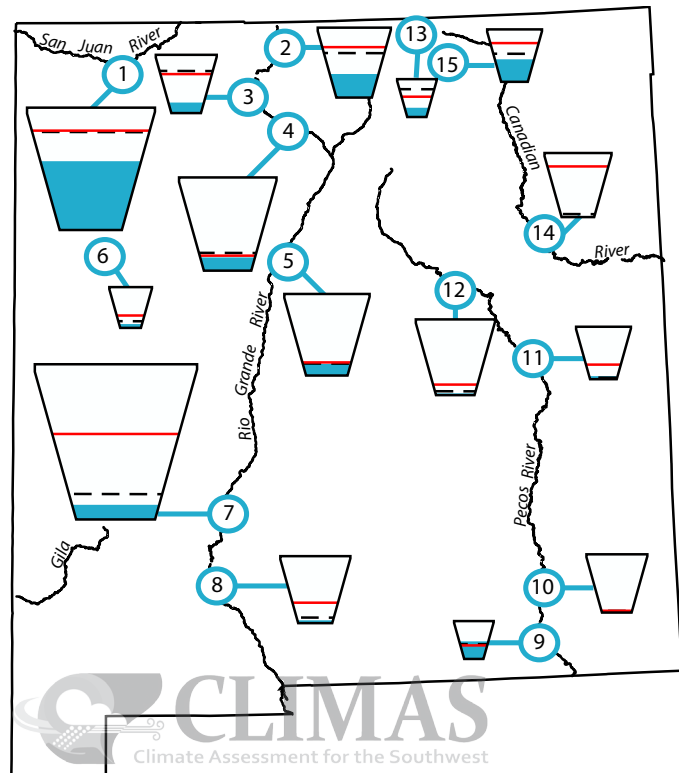 San Juan River
1
2
13
15
3
4
Canadian
14
River
6
5
12
Rio Grande River
11
Pecos River
7
Gila
8
10
9
CLIMAS
Climate Assessment for the Southwest